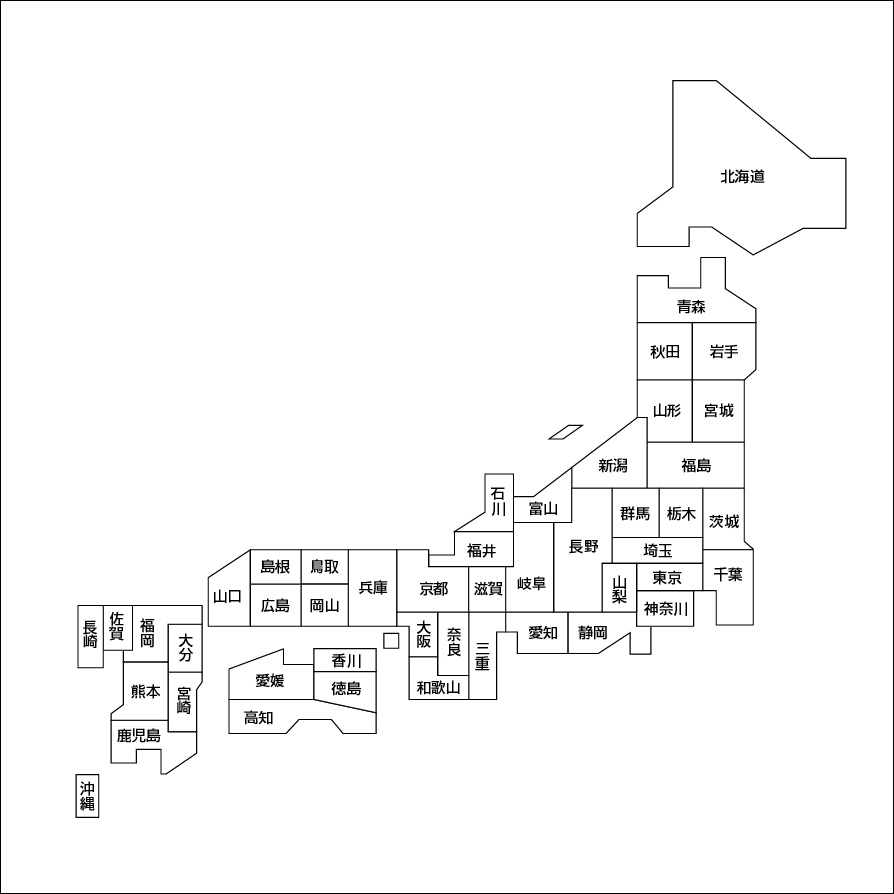 北海道
青森
秋田
岩手
山形
宮城
新潟
福島
石川
富山
群馬
栃木
茨城
長野
福井
埼玉
島根
鳥取
兵庫
京都
滋賀
岐阜
山梨
東京
千葉
山口
広島
岡山
神奈川
長崎
佐賀
福岡
大分
大阪
奈良
三重
愛知
静岡
香川
愛媛
徳島
和歌山
熊本
宮崎
高知
鹿児島
沖縄